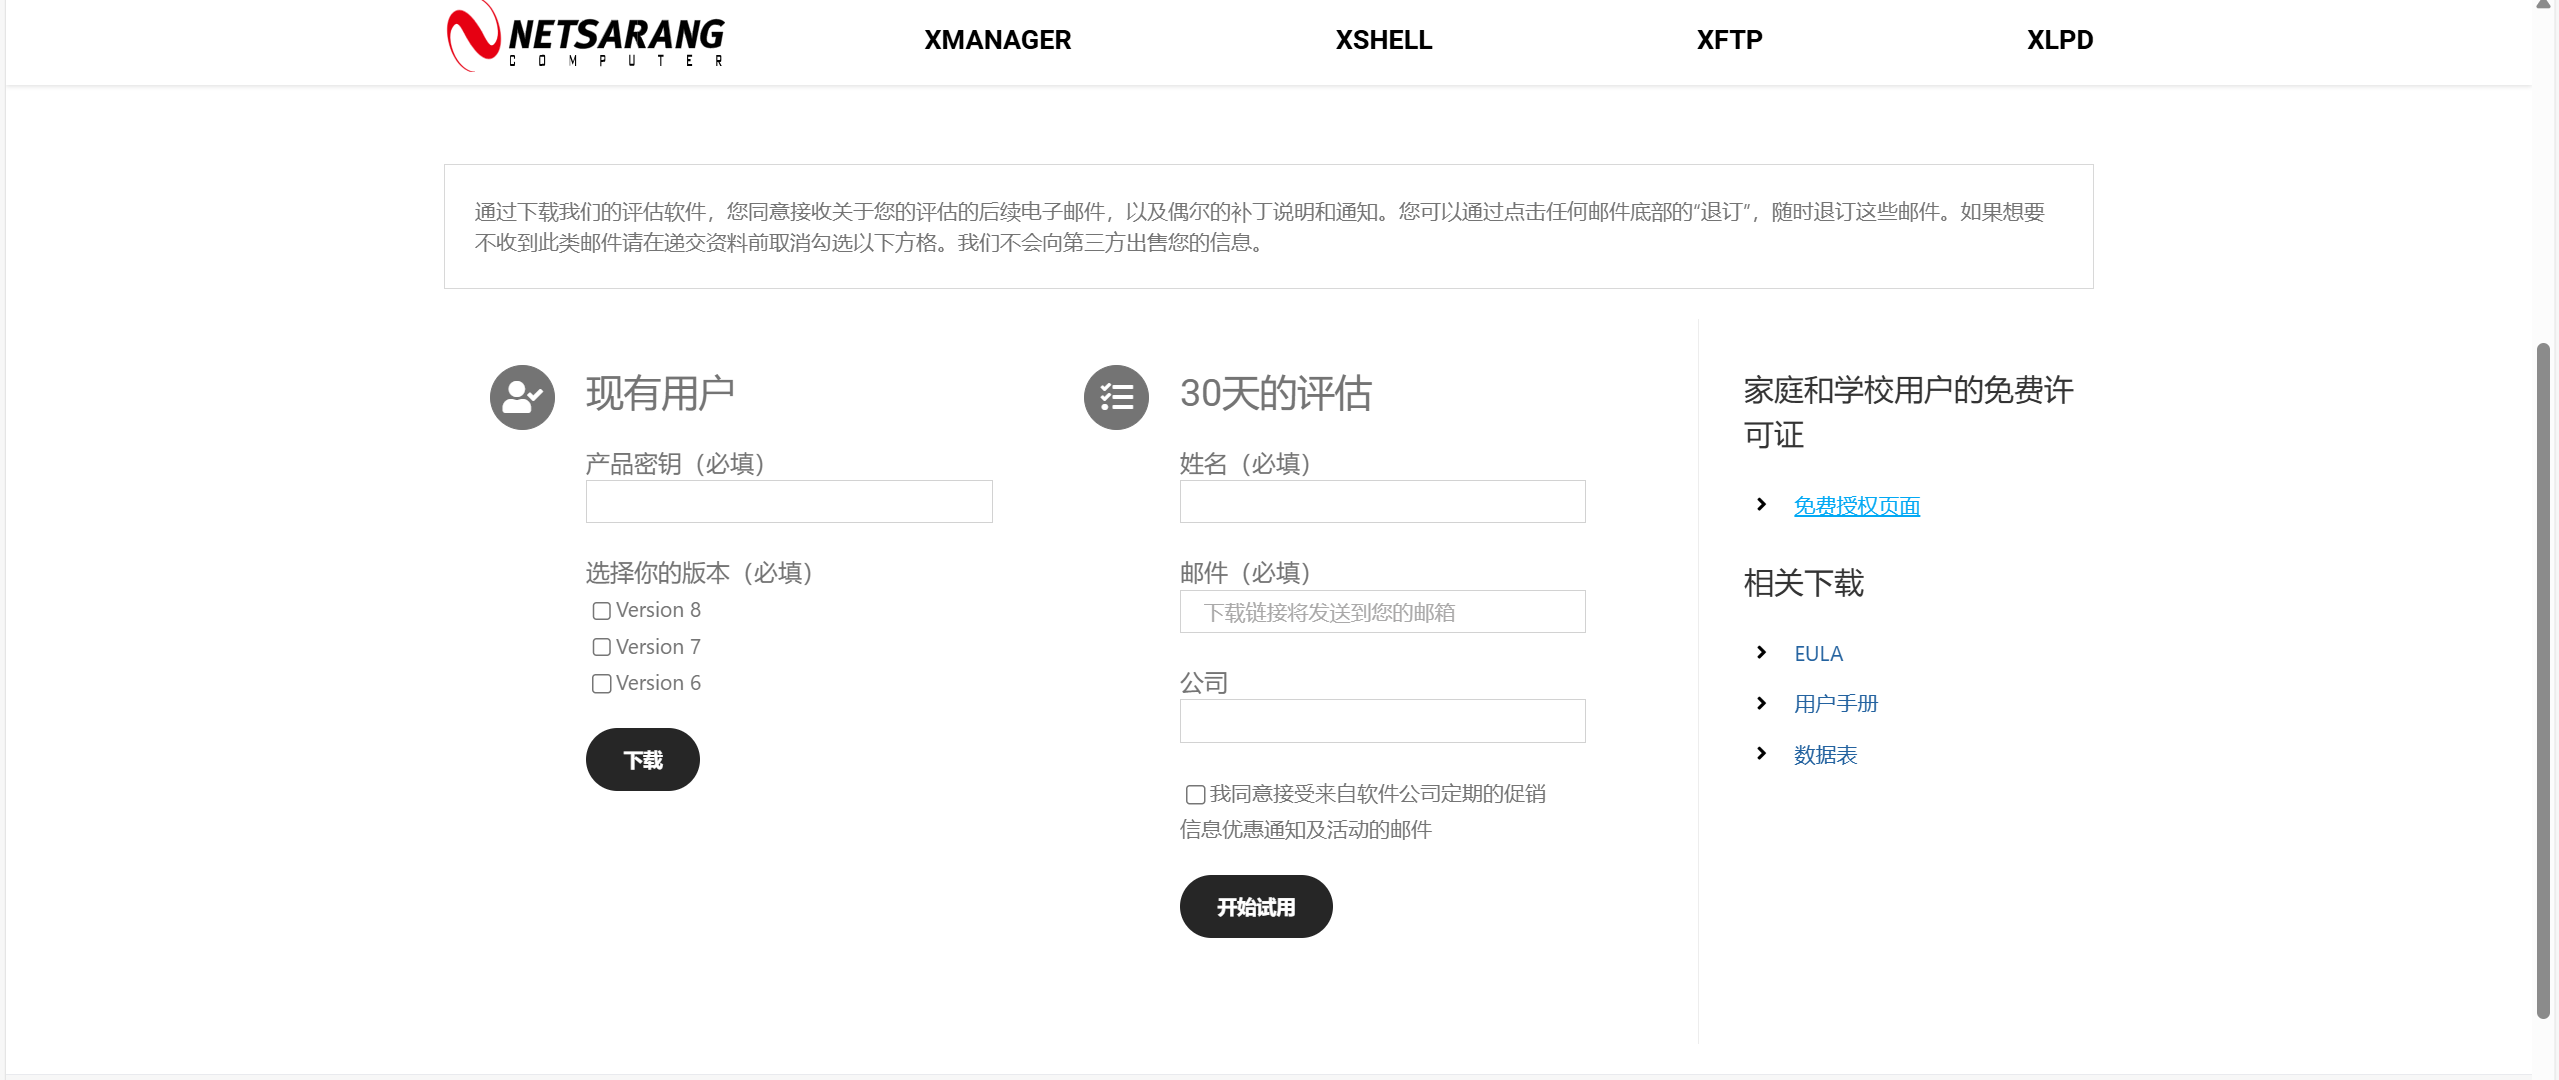 NETSARANG
COMPUTER
XMANAGER
XSHELL
XFTP
XLPD
通过下载我们的评估软件，您同意接收关于您的评估的后续电子邮件，以及偶尔的补丁说明和通知。您可以通过点击任何邮件底部的“退订”，随时退订这些邮件。如果想要
不收到此类邮件请在递交资料前取消勾选以下方格。我们不会向第三方出售您的信息。
现有用户
产品密钥（必填）
选择你的版本（必填）
Version 8
Version 7
Version 6
下载
30天的评估
姓名（必填）
邮件（必填）
下载链接将发送到您的邮箱
公司
我同意接受来自软件公司定期的促销
信息优惠通知及活动的邮件
开始试用
家庭和学校用户的免费许
可证
免费授权页面
相关下载
EULA
用户手册
数据表